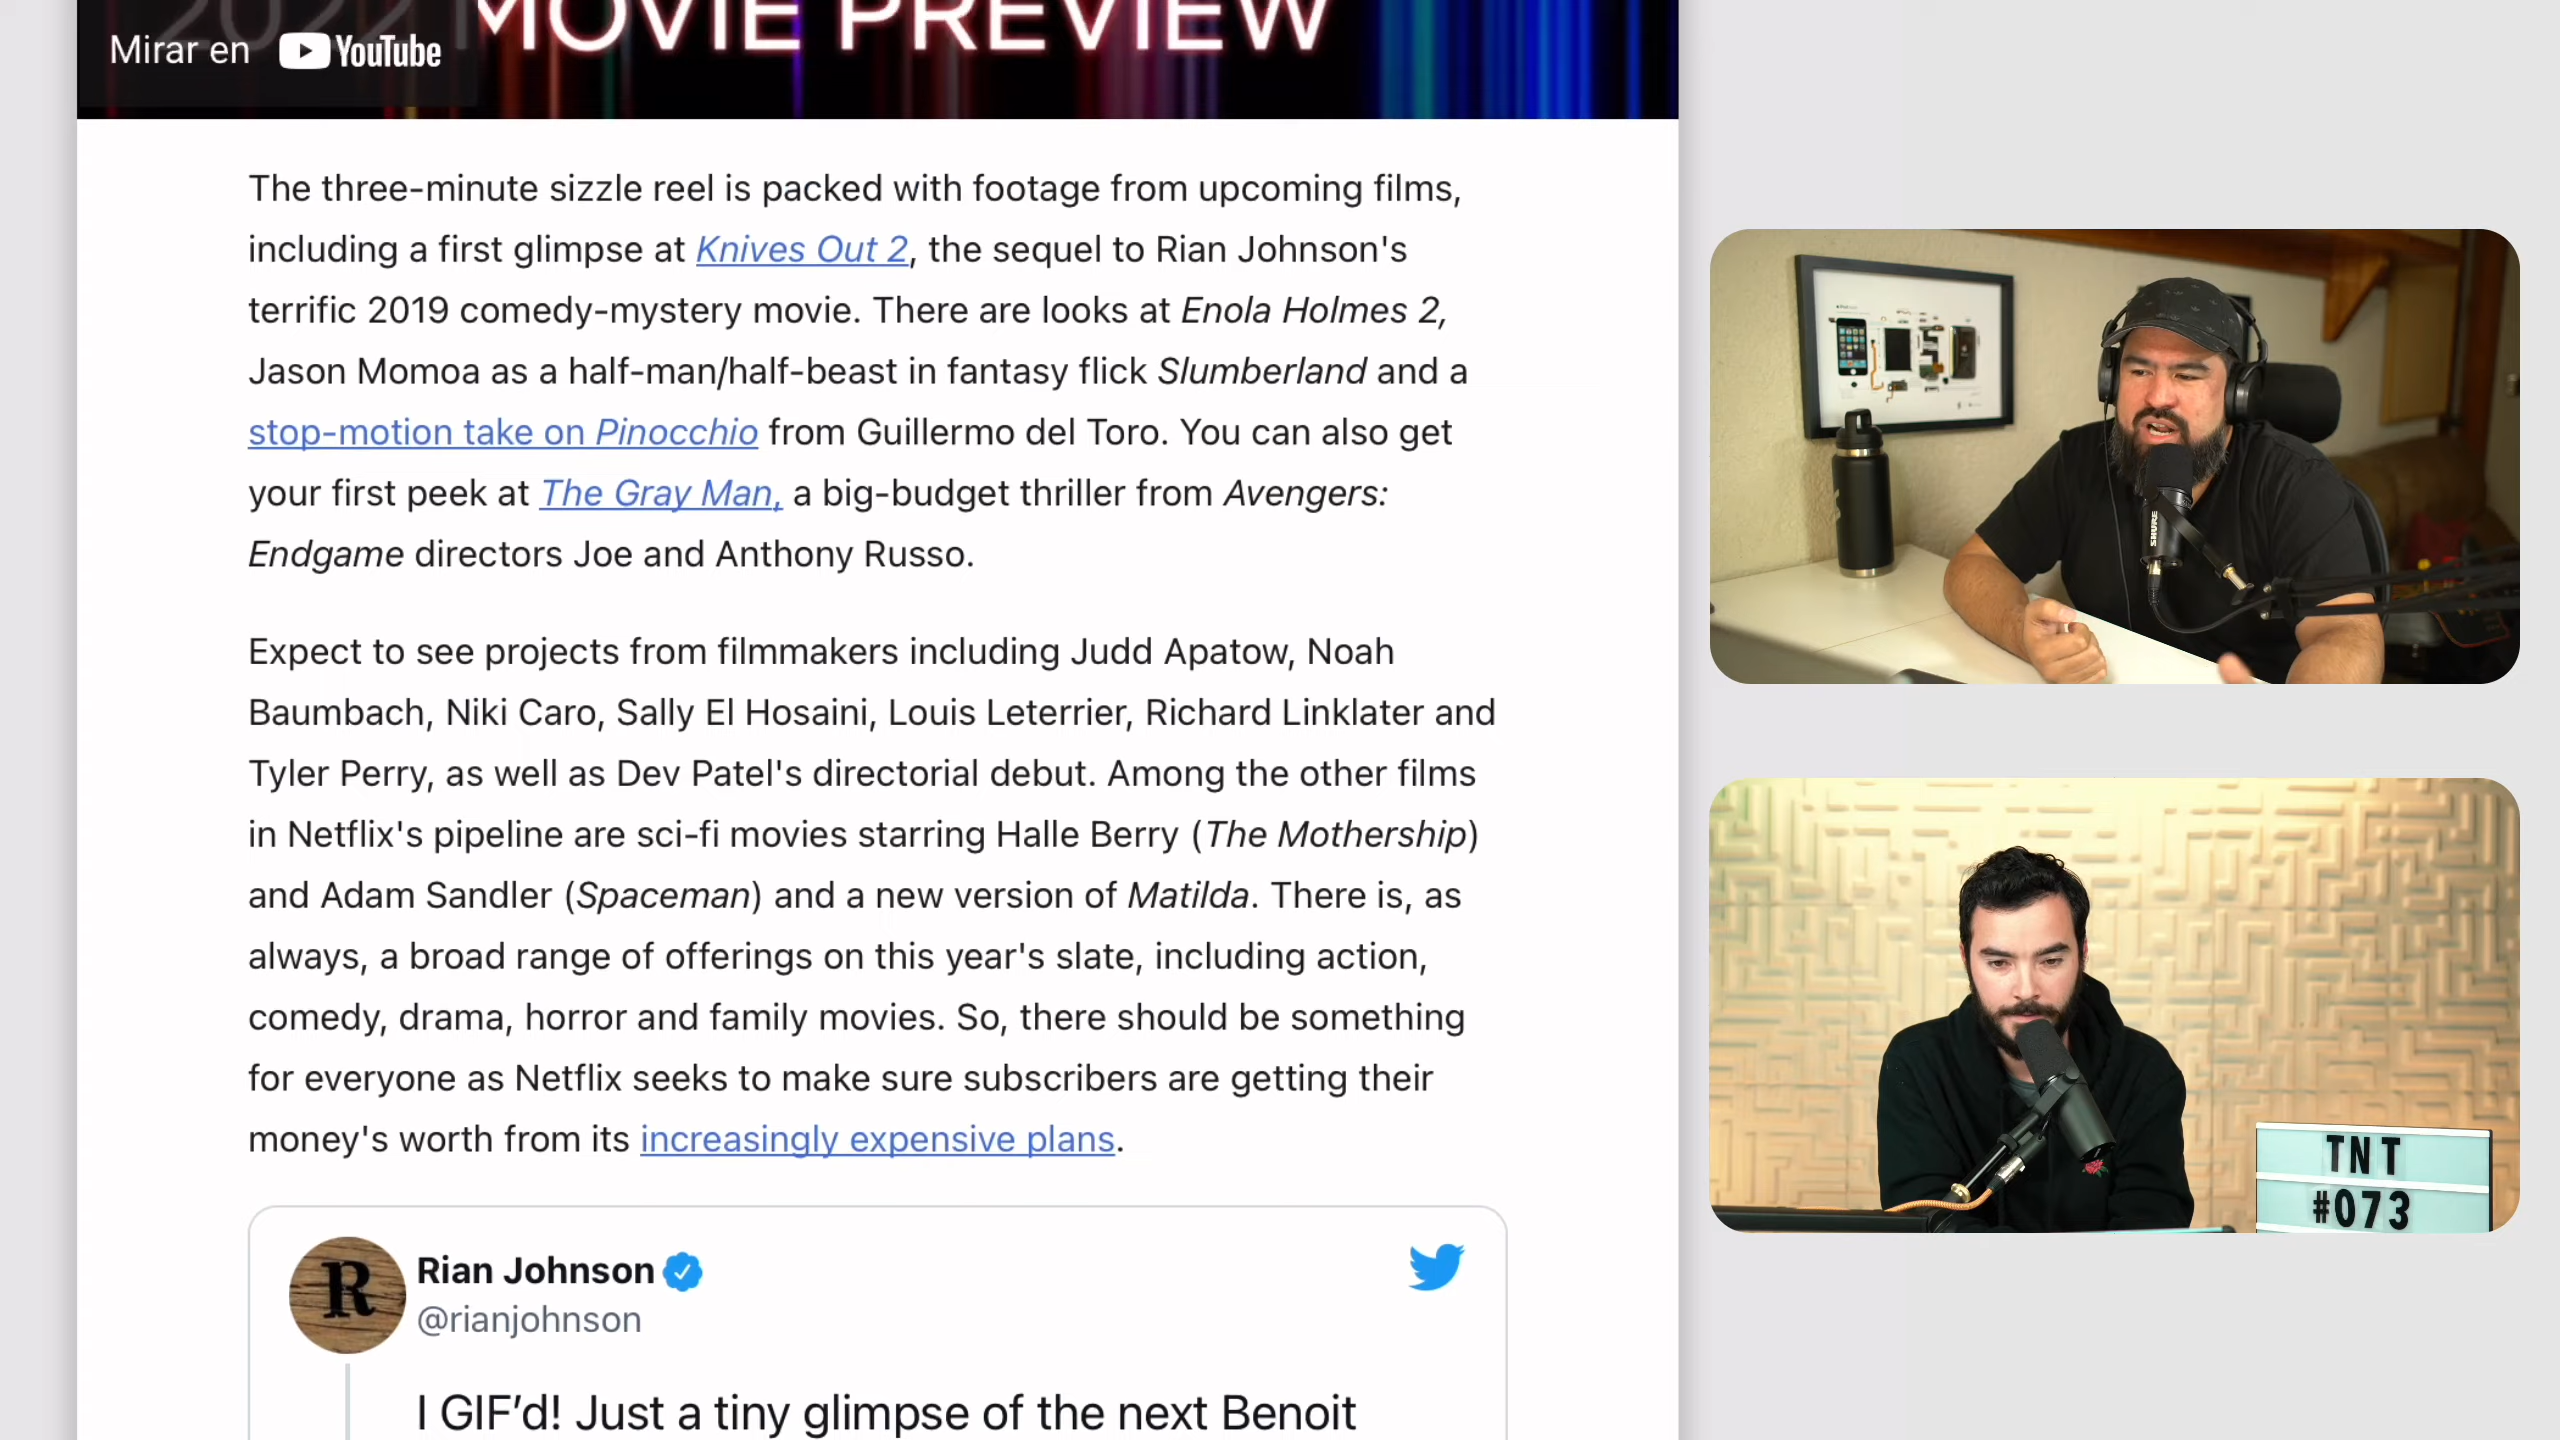 2022 MOVIE PREVIEW
Mirar en YouTube
The three-minute sizzle reel is packed with footage from upcoming films,
including a first glimpse at Knives Out 2, the sequel to Rian Johnson's
terrific 2019 comedy-mystery movie. There are looks at Enola Holmes 2,
Jason Momoa as a half-man/half-beast in fantasy flick Slumberland and a
stop-motion take on Pinocchio from Guillermo del Toro. You can also get
your first peek at The Gray Man, a big-budget thriller from Avengers:
Endgame directors Joe and Anthony Russo.
Expect to see projects from filmmakers including Judd Apatow, Noah
Baumbach, Niki Caro, Sally El Hosaini, Louis Leterrier, Richard Linklater and
Tyler Perry, as well as Dev Patel's directorial debut. Among the other films
in Netflix's pipeline are sci-fi movies starring Halle Berry (The Mothership)
and Adam Sandler (Spaceman) and a new version of Matilda. There is, as
always, a broad range of offerings on this year's slate, including action,
comedy, drama, horror and family movies. So, there should be something
for everyone as Netflix seeks to make sure subscribers are getting their
money's worth from its increasingly expensive plans.
R
Rian Johnson
@rianjohnson
I GIF’d! Just a tiny glimpse of the next Benoit
SHURE
TNT
#073